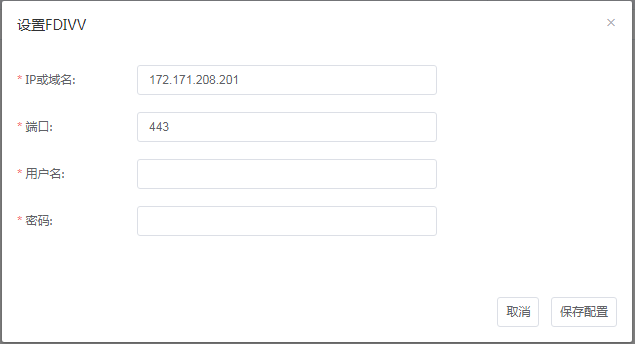 设置FDIVV
×
* IP或域名:
172.171.208.201
* 端口:
443
* 用户名:
* 密码:
取消 保存配置